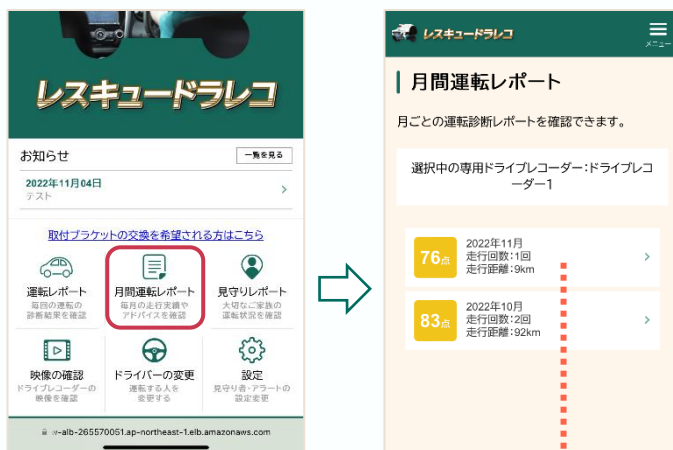 レスキュードラレコ
お知らせ
一覧を見る
2022年11月04日
テスト
取付ブラケットの交換を希望される方はこちら
運転レポート
毎回の運転の
診断結果を確認
月間運転レポート
毎月の走行実績や
アドバイスを確認
見守りレポート
大切なご家族の
運転状況を確認
映像の確認
ドライブレコーダーの
映像を確認
ドライバーの変更
運転する人を
変更する
設定
見守り者・アラートの
設定変更
-alb-265570051.ap-northeast-1.elb.amazonaws.com
レスキュードラレコ
メニュー
月間運転レポート
月ごとの運転診断レポートを確認できます。
選択中の専用ドライブレコーダー:ドライブレコ
ーダー1
76点
2022年11月
走行回数:1回
走行距離:9km
83点
2022年10月
走行回数:2回
走行距離:92km